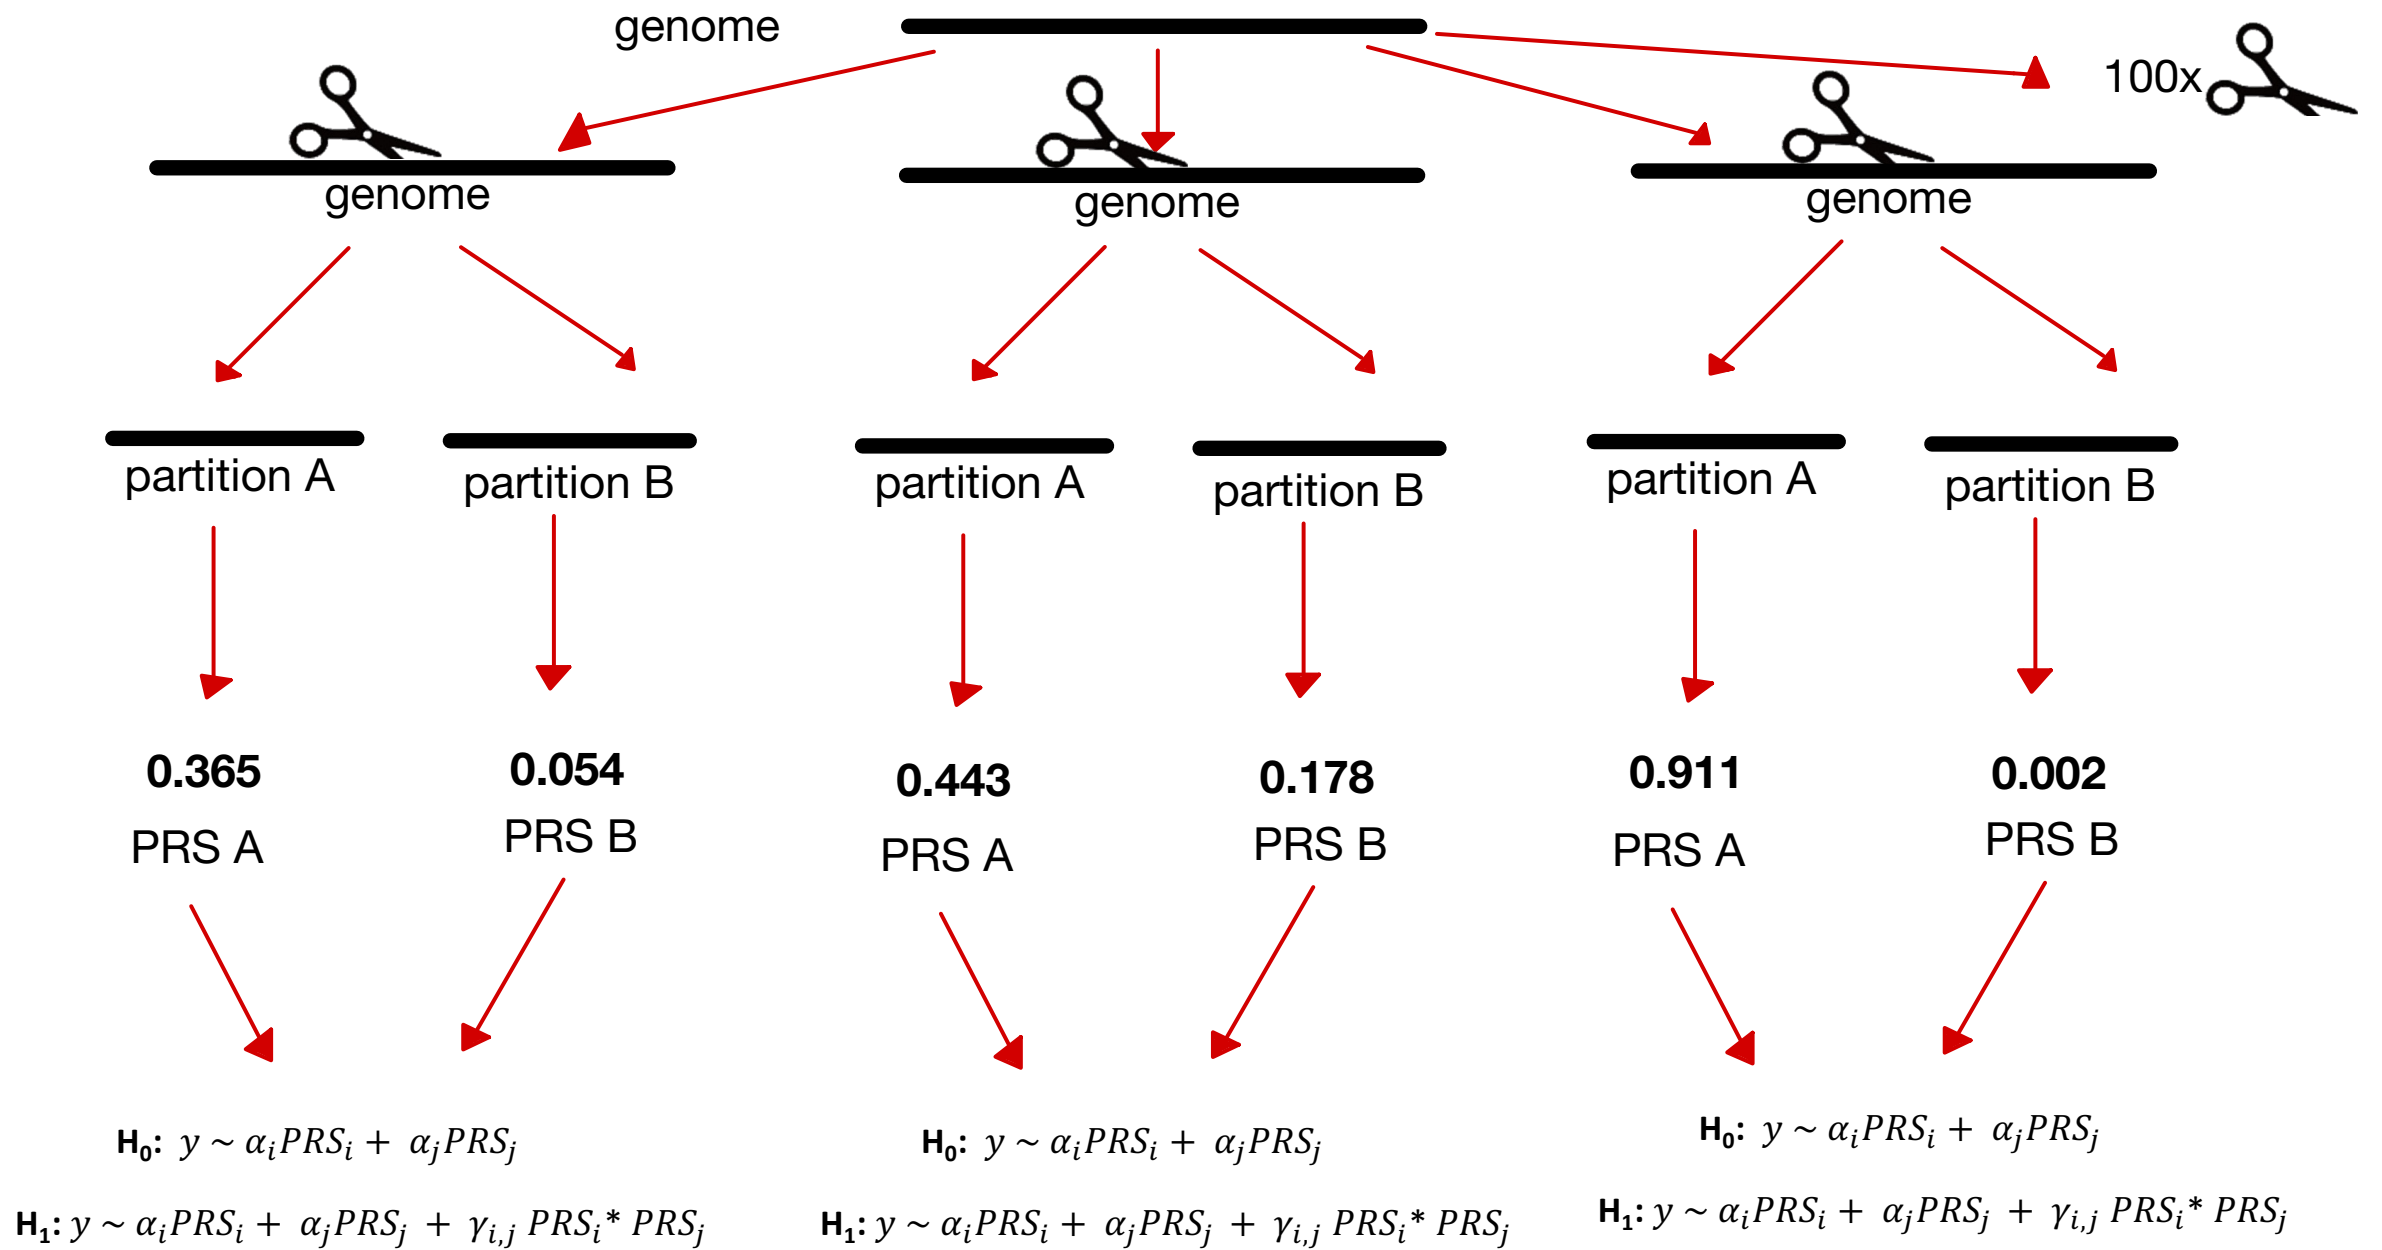 genome
100x
genome
genome
genome
partition A
partition B
partition A
partition B
partition A
partition B
0.365
0.054
0.443
0.178
0.911
0.002
PRS A
PRS B
PRS A
PRS B
PRS A
PRS B
H₀: y ~ αᵢPRSᵢ + αⱼPRSⱼ
H₀: y ~ αᵢPRSᵢ + αⱼPRSⱼ
H₀: y ~ αᵢPRSᵢ + αⱼPRSⱼ
H₁: y ~ αᵢPRSᵢ + αⱼPRSⱼ + γᵢ,ⱼ PRSᵢ* PRSⱼ
H₁: y ~ αᵢPRSᵢ + αⱼPRSⱼ + γᵢ,ⱼ PRSᵢ* PRSⱼ
H₁: y ~ αᵢPRSᵢ + αⱼPRSⱼ + γᵢ,ⱼ PRSᵢ* PRSⱼ